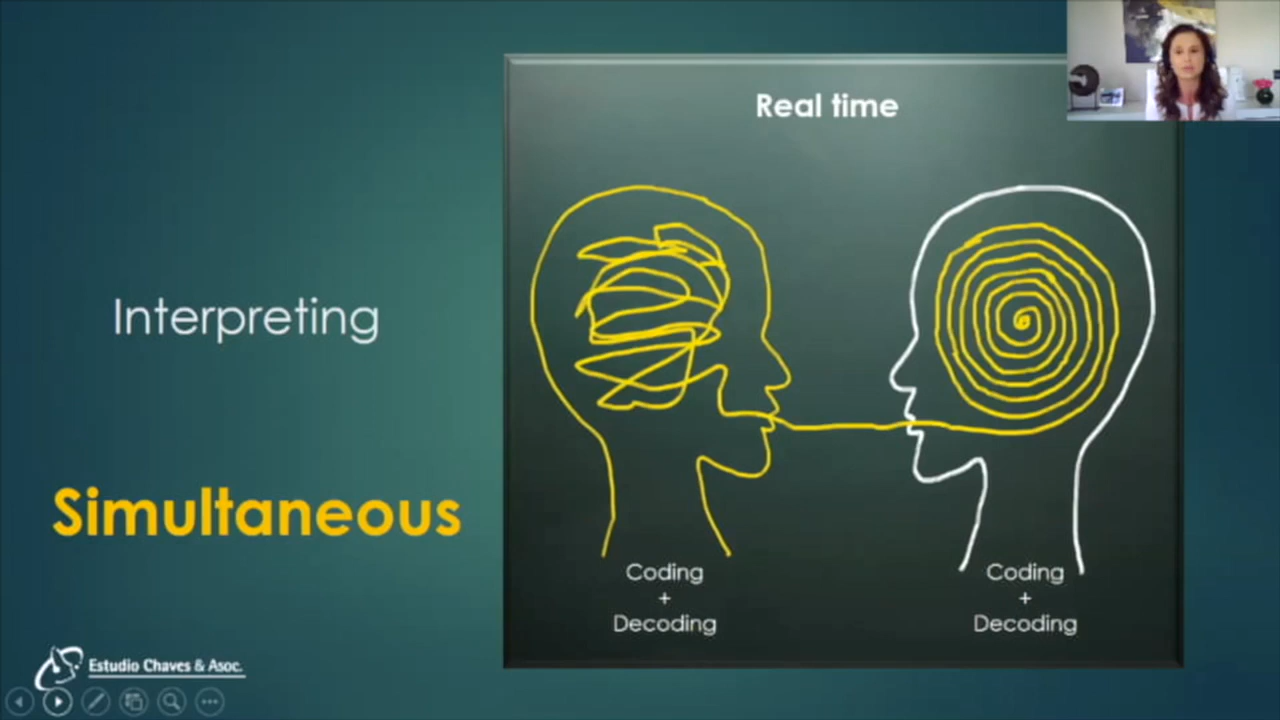 Real time
Interpreting
Simultaneous
Coding
+
Decoding
Coding
+
Decoding
Estudio Chaves & Asoc.